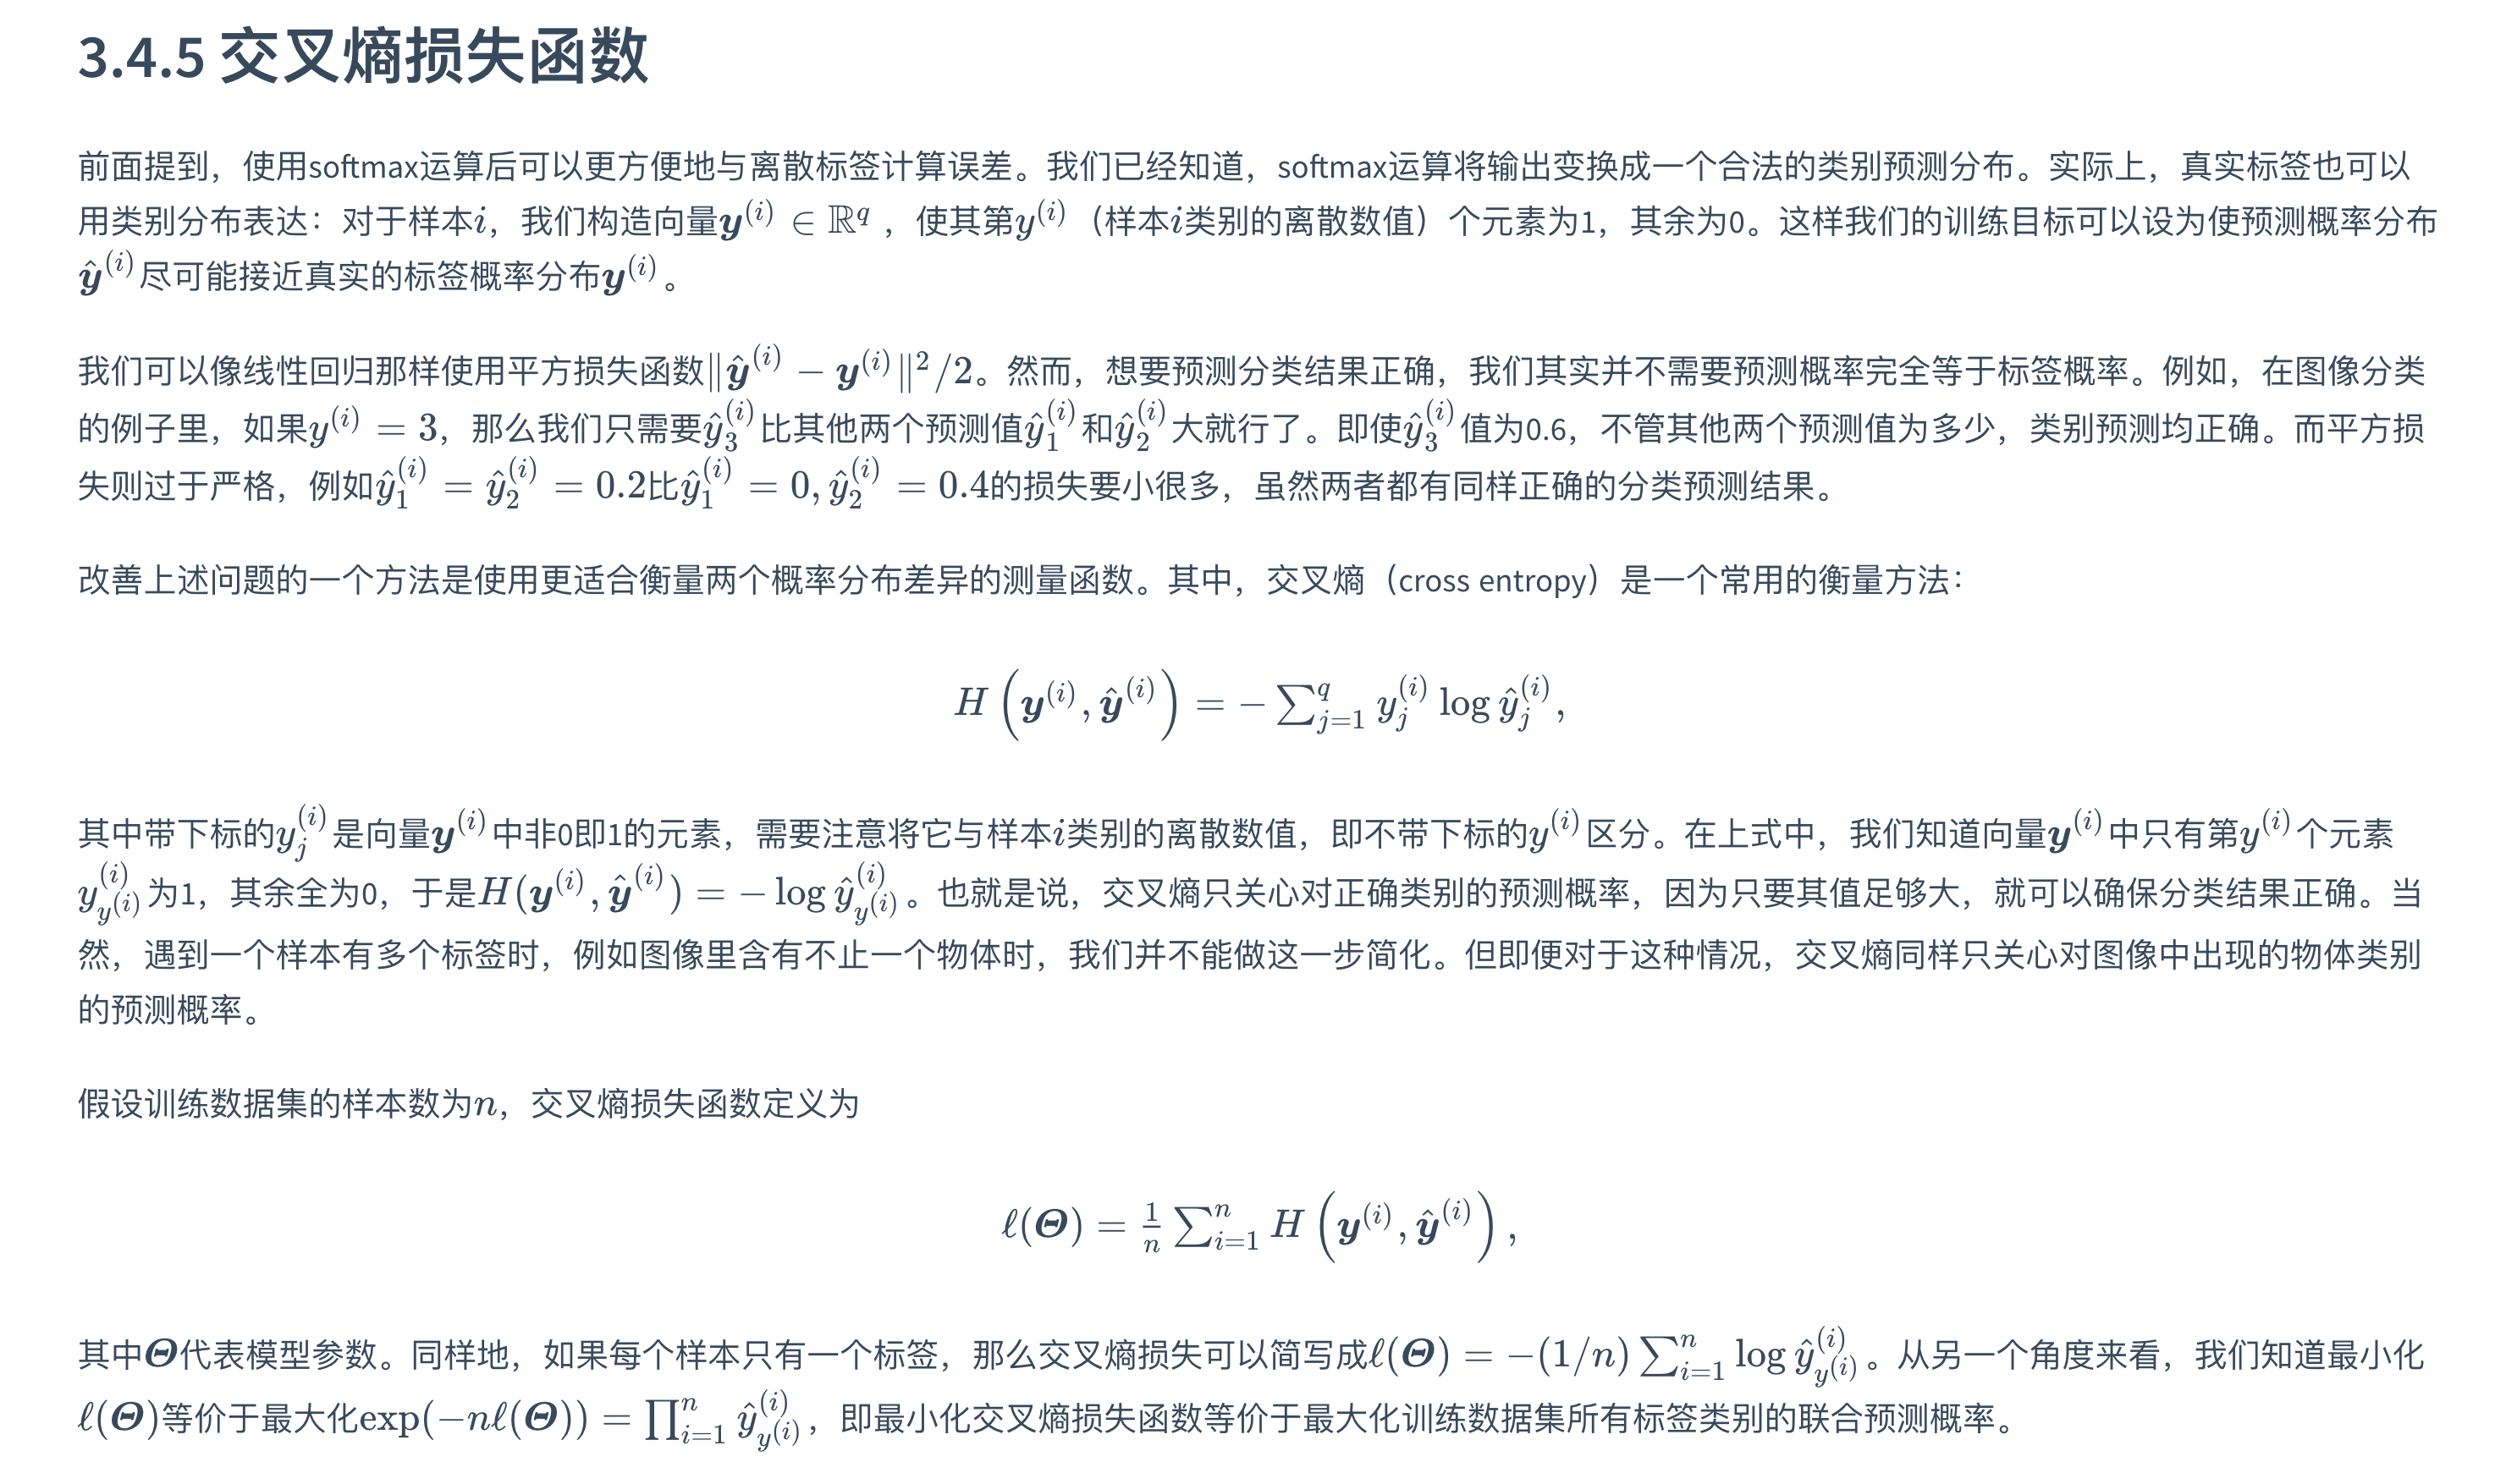 3.4.5 交叉熵损失函数
前面提到，使用softmax运算后可以更方便地与离散标签计算误差。我们已经知道，softmax运算将输出变换成一个合法的类别预测分布。实际上，真实标签也可以
用类别分布表达：对于样本$i$，我们构造向量$\boldsymbol{y}^{(i)} \in \mathbb{R}^q$ ，使其第$y^{(i)}$（样本$i$类别的离散数值）个元素为1，其余为0。这样我们的训练目标可以设为使预测概率分布
$\hat{\boldsymbol{y}}^{(i)}$尽可能接近真实的标签概率分布$\boldsymbol{y}^{(i)}$。
我们可以像线性回归那样使用平方损失函数$\|\hat{\boldsymbol{y}}^{(i)} - \boldsymbol{y}^{(i)}\|^2/2$。然而，想要预测分类结果正确，我们其实并不需要预测概率完全等于标签概率。例如，在图像分类
的例子里，如果$y^{(i)} = 3$，那么我们只需要$\hat{y}_3^{(i)}$比其他两个预测值$\hat{y}_1^{(i)}$和$\hat{y}_2^{(i)}$大就行了。即使$\hat{y}_3^{(i)}$值为0.6，不管其他两个预测值为多少，类别预测均正确。而平方损
失则过于严格，例如$\hat{y}_1^{(i)} = \hat{y}_2^{(i)} = 0.2$比$\hat{y}_1^{(i)} = 0, \hat{y}_2^{(i)} = 0.4$的损失要小很多，虽然两者都有同样正确的分类预测结果。
改善上述问题的一个方法是使用更适合衡量两个概率分布差异的测量函数。其中，交叉熵（cross entropy）是一个常用的衡量方法：
$H\left(\boldsymbol{y}^{(i)}, \hat{\boldsymbol{y}}^{(i)}\right) = -\sum_{j=1}^{q} y_j^{(i)} \log \hat{y}_j^{(i)},$
其中带下标的$y_j^{(i)}$是向量$\boldsymbol{y}^{(i)}$中非0即1的元素，需要注意将它与样本$i$类别的离散数值，即不带下标的$y^{(i)}$区分。在上式中，我们知道向量$\boldsymbol{y}^{(i)}$中只有第$y^{(i)}$个元素
$y_{y^{(i)}}^{(i)}$为1，其余全为0，于是$H(\boldsymbol{y}^{(i)}, \hat{\boldsymbol{y}}^{(i)}) = -\log \hat{y}_{y^{(i)}}^{(i)}$。也就是说，交叉熵只关心对正确类别的预测概率，因为只要其值足够大，就可以确保分类结果正确。当
然，遇到一个样本有多个标签时，例如图像里含有不止一个物体时，我们并不能做这一步简化。但即便对于这种情况，交叉熵同样只关心对图像中出现的物体类别
的预测概率。
假设训练数据集的样本数为$n$，交叉熵损失函数定义为
$\ell(\boldsymbol{\Theta}) = \frac{1}{n} \sum_{i=1}^{n} H\left(\boldsymbol{y}^{(i)}, \hat{\boldsymbol{y}}^{(i)}\right),$
其中$\boldsymbol{\Theta}$代表模型参数。同样地，如果每个样本只有一个标签，那么交叉熵损失可以简写成$\ell(\boldsymbol{\Theta}) = -(1/n) \sum_{i=1}^{n} \log \hat{y}_{y^{(i)}}^{(i)}$。从另一个角度来看，我们知道最小化
$\ell(\boldsymbol{\Theta})$等价于最大化$\exp(-n\ell(\boldsymbol{\Theta})) = \prod_{i=1}^{n} \hat{y}_{y^{(i)}}^{(i)}$，即最小化交叉熵损失函数等价于最大化训练数据集所有标签类别的联合预测概率。